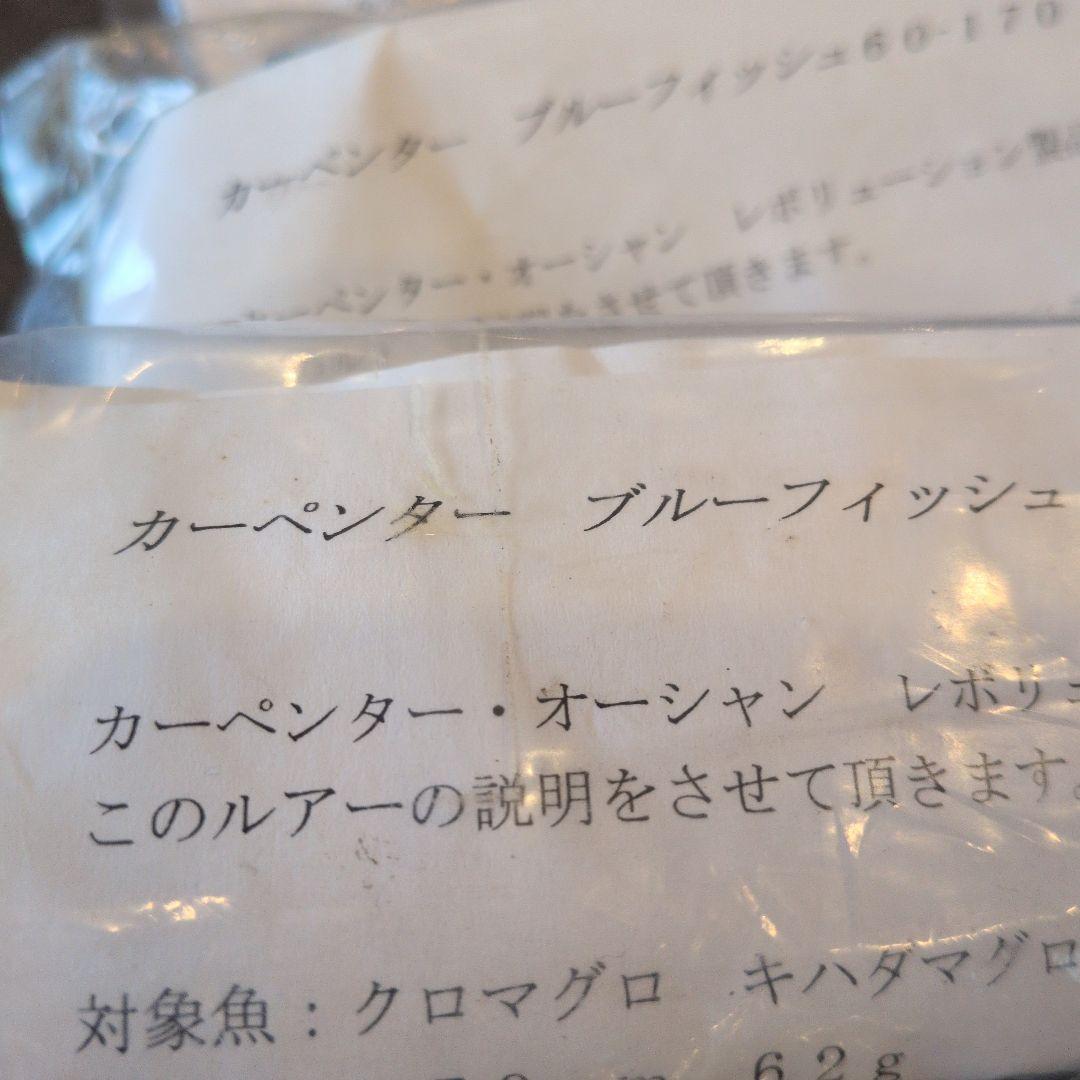 カーペンター　ブルーフィッシュ６０-１７０
カーペンター・オーシャン　レボリューション製品
させて頂きます。
カーペンター　ブルーフィッシュ
カーペンター・オーシャン　レボリュ
このルアーの説明をさせて頂きます。
対象魚：クロマグロ　キハダマグロ
６２ｇ